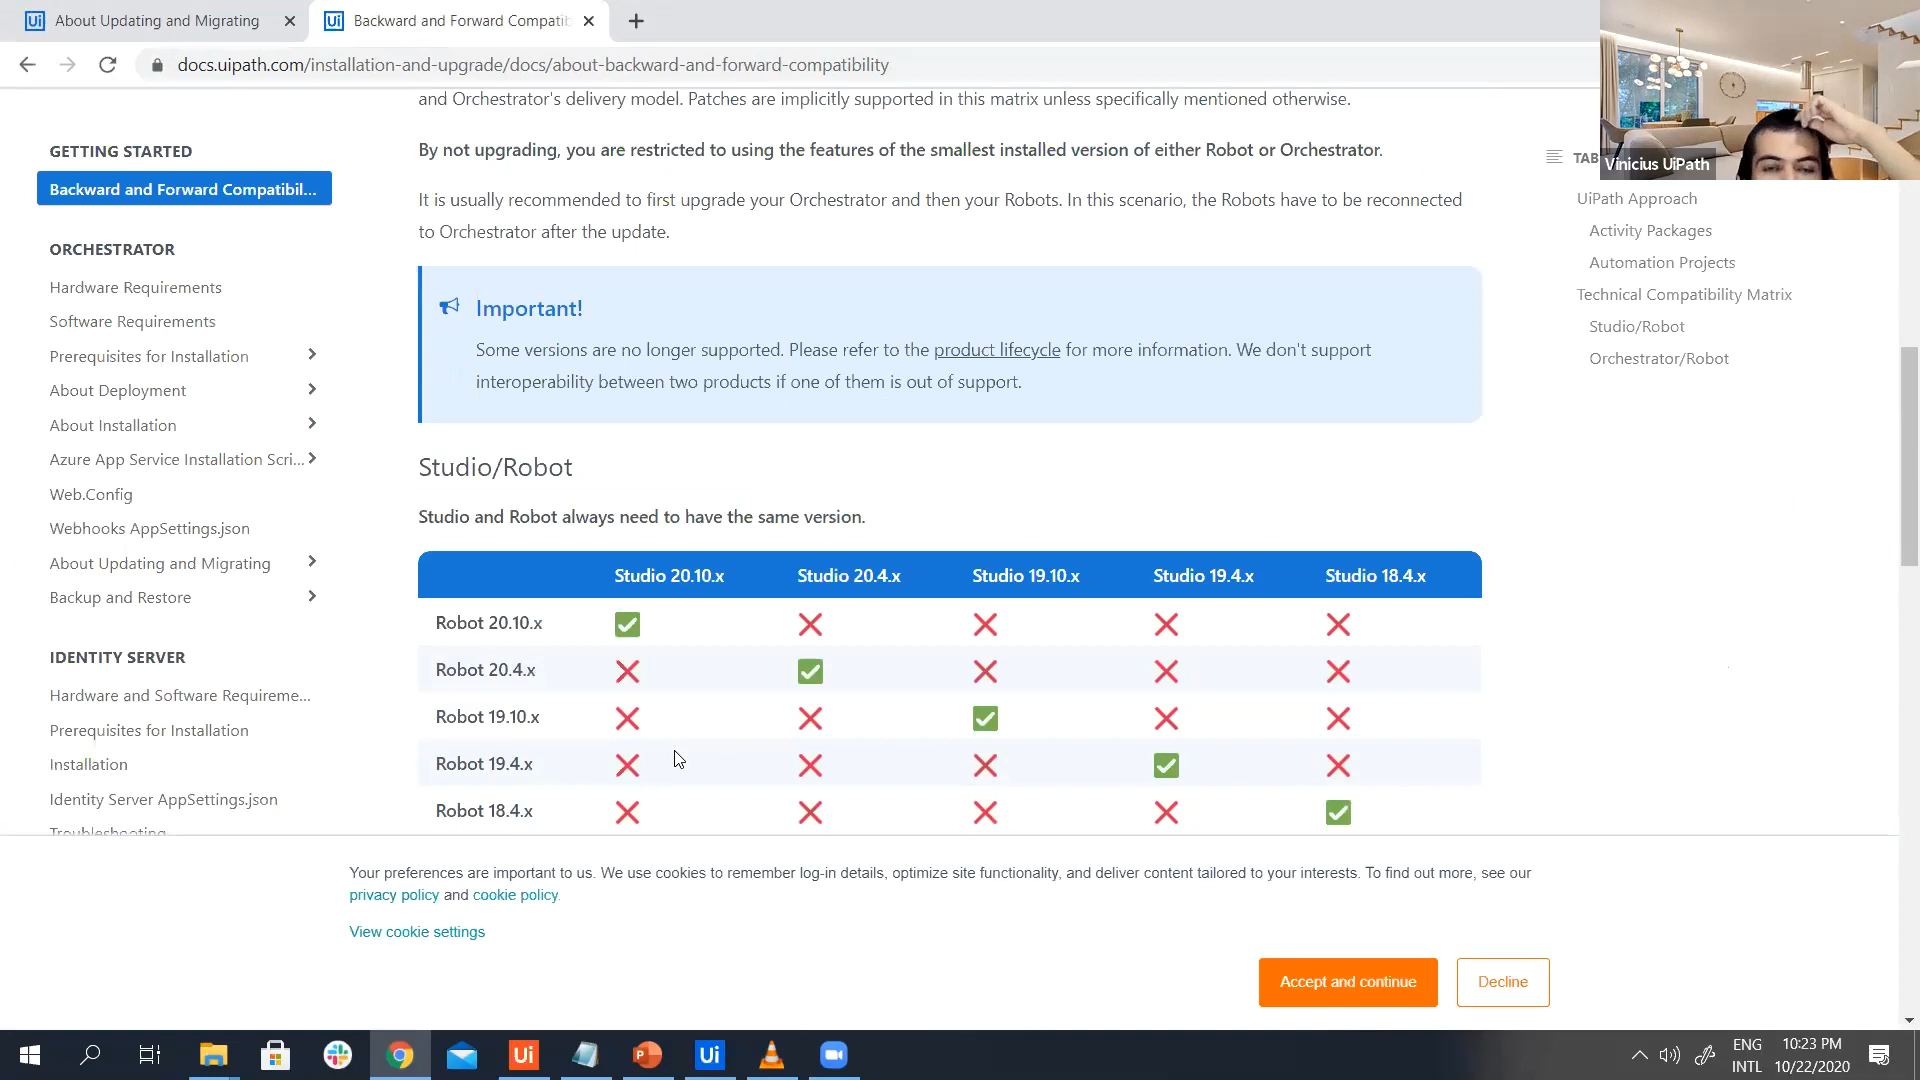 About Updating and Migrating
Backward and Forward Compatib
docs.uipath.com/installation-and-upgrade/docs/about-backward-and-forward-compatibility
Vinicius UiPath
GETTING STARTED
Backward and Forward Compatibil...
ORCHESTRATOR
Hardware Requirements
Software Requirements
Prerequisites for Installation
About Deployment
About Installation
Azure App Service Installation Scri...
Web.Config
Webhooks AppSettings.json
About Updating and Migrating
Backup and Restore
IDENTITY SERVER
Hardware and Software Requireme...
Prerequisites for Installation
Installation
Identity Server AppSettings.json
Troubleshooting
and Orchestrator's delivery model. Patches are implicitly supported in this matrix unless specifically mentioned otherwise.
By not upgrading, you are restricted to using the features of the smallest installed version of either Robot or Orchestrator.
It is usually recommended to first upgrade your Orchestrator and then your Robots. In this scenario, the Robots have to be reconnected
to Orchestrator after the update.
Important!
Some versions are no longer supported. Please refer to the product lifecycle for more information. We don't support
interoperability between two products if one of them is out of support.
Studio/Robot
Studio and Robot always need to have the same version.
Studio 20.10.x Studio 20.4.x Studio 19.10.x Studio 19.4.x Studio 18.4.x
Robot 20.10.x
Robot 20.4.x
Robot 19.10.x
Robot 19.4.x
Robot 18.4.x
TAB
UiPath Approach
Activity Packages
Automation Projects
Technical Compatibility Matrix
Studio/Robot
Orchestrator/Robot
Your preferences are important to us. We use cookies to remember log-in details, optimize site functionality, and deliver content tailored to your interests. To find out more, see our
privacy policy and cookie policy.
View cookie settings
Accept and continue
Decline
ENG
INTL
10:23 PM
10/22/2020